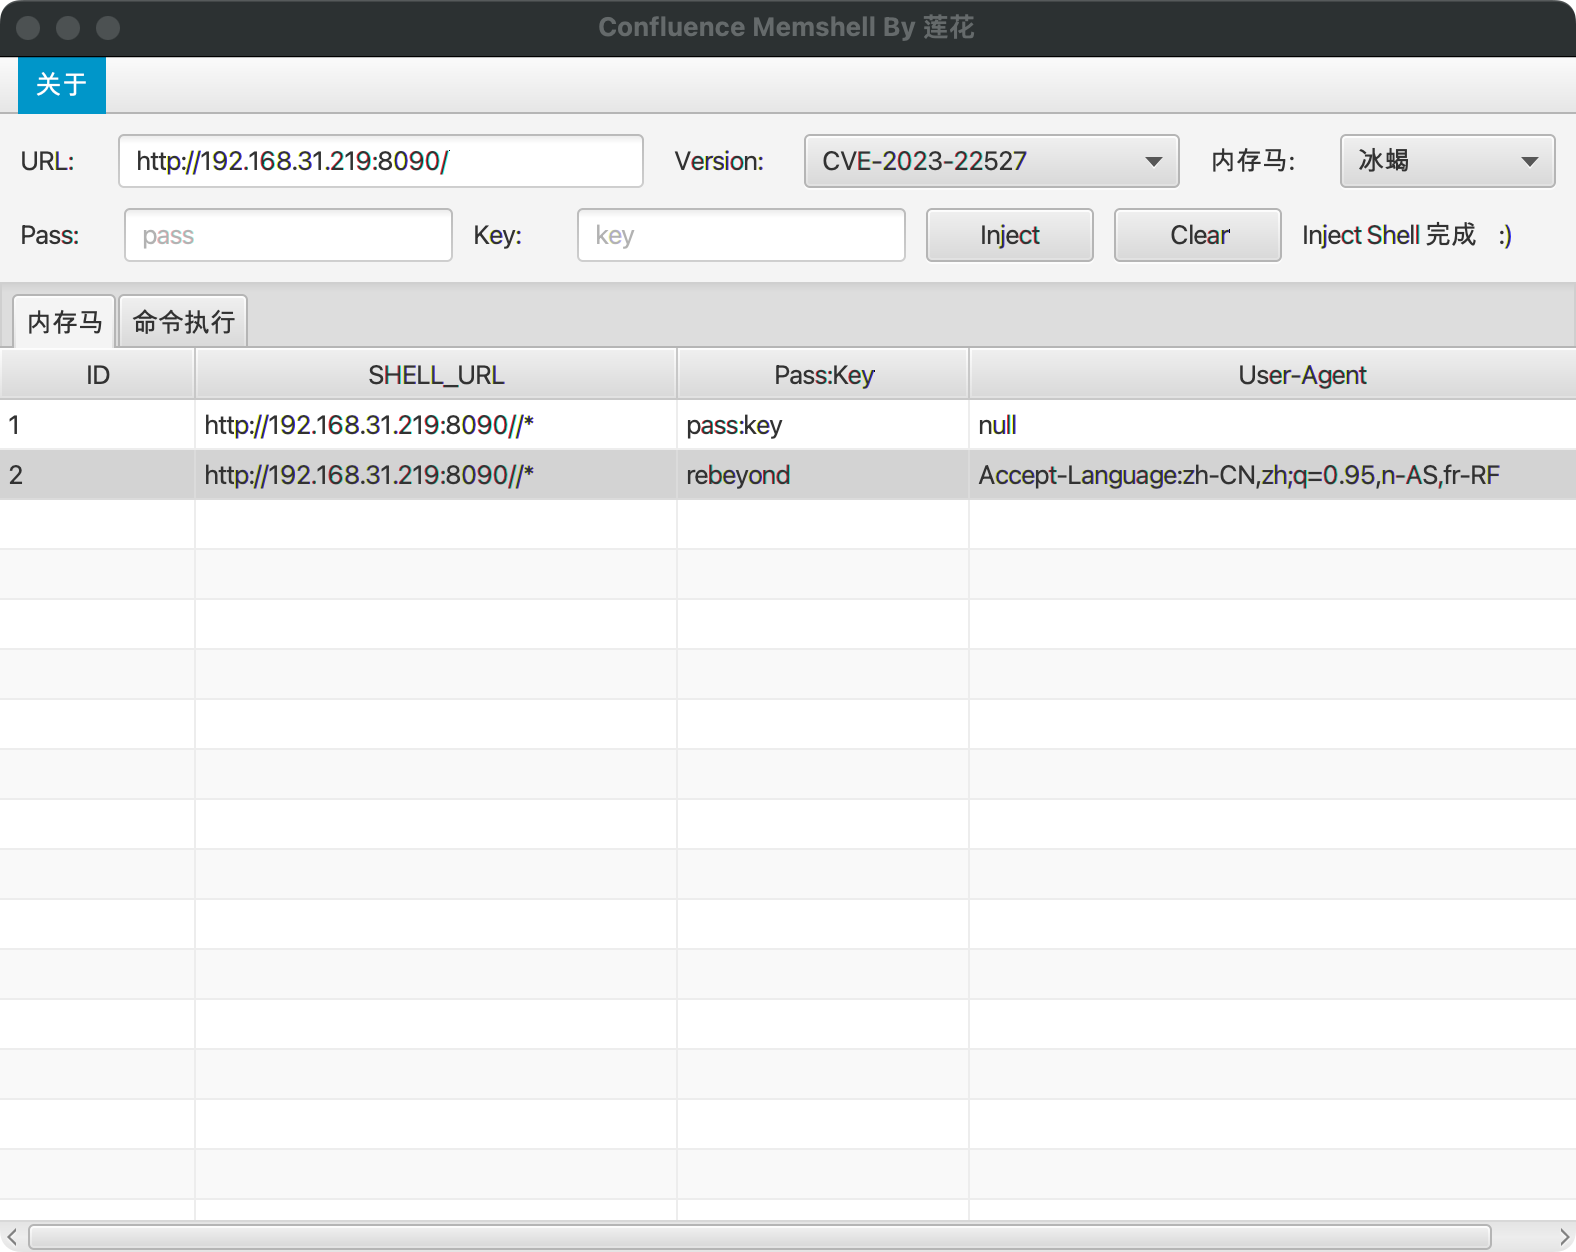 Confluence Memshell By 莲花
关于
URL: http://192.168.31.219:8090/ Version: CVE-2023-22527 内存马: 冰蝎
Pass: pass Key: key Inject Clear Inject Shell 完成 :)
内存马 命令执行
ID SHELL_URL Pass:Key User-Agent
1 http://192.168.31.219:8090//* pass:key null
2 http://192.168.31.219:8090//* rebeyond Accept-Language:zh-CN,zh;q=0.95,n-AS,fr-RF